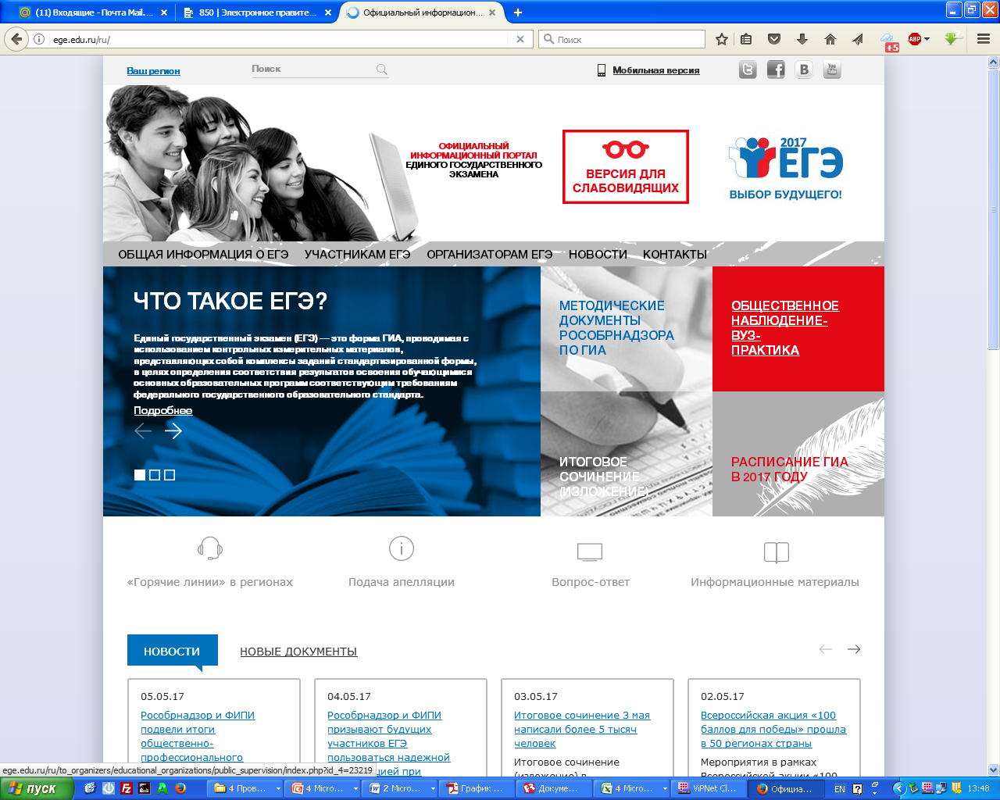 (11) Входящие - Почта Mail....
850 | Электронное правите...
Официальный информацион...
ege.edu.ru/ru/
Поиск
ABP
+5
Ваш регион
Поиск
Мобильная версия
You
ОФИЦИАЛЬНЫЙ
ИНФОРМАЦИОННЫЙ ПОРТАЛ
ЕДИНОГО ГОСУДАРСТВЕННОГО
ЭКЗАМЕНА
ВЕРСИЯ ДЛЯ
СЛАБОВИДЯЩИХ
2017
ЕГЭ
ВЫБОР БУДУЩЕГО!
ОБЩАЯ ИНФОРМАЦИЯ О ЕГЭ УЧАСТНИКАМ ЕГЭ ОРГАНИЗАТОРАМ ЕГЭ НОВОСТИ КОНТАКТЫ
ЧТО ТАКОЕ ЕГЭ?
Единый государственный экзамен (ЕГЭ) — это форма ГИА, проводимая с
использованием контрольных измерительных материалов,
представляющих собой комплексы заданий стандартизированной формы,
в целях определения соответствия результатов освоения обучающимися
основных образовательных программ соответствующим требованиям
федерального государственного образовательного стандарта.
Подробнее
МЕТОДИЧЕСКИЕ
ДОКУМЕНТЫ
РОСОБРНАДЗОРА
ПО ГИА
ОБЩЕСТВЕННОЕ
НАБЛЮДЕНИЕ-
ВУЗ-
ПРАКТИКА
ИТОГОВОЕ
СОЧИНЕНИЕ
(ИЗЛОЖЕНИЕ)
РАСПИСАНИЕ ГИА
В 2017 ГОДУ
«Горячие линии» в регионах
Подача апелляции
Вопрос-ответ
Информационные материалы
НОВОСТИ
НОВЫЕ ДОКУМЕНТЫ
05.05.17
Рособрнадзор и ФИПИ
подвели итоги
общественно-
профессионального
04.05.17
Рособрнадзор и ФИПИ
призывают будущих
участников ЕГЭ
пользоваться надежной
цией при
03.05.17
Итоговое сочинение 3 мая
написали более 5 тысяч
человек
Итоговое сочинение
(изложение) в
02.05.17
Всероссийская акция «100
баллов для победы» прошла
в 50 регионах страны
Мероприятия в рамках
Всероссийской акции «100
ege.edu.ru/ru/to_organizers/educational_organizations/public_supervision/index.php?id_4=23219
пуск
4 Пров...
4 Micro...
2 Micro...
График ...
Докуме...
4 Micro...
ViPNet Cl...
Официа...
EN
13:48